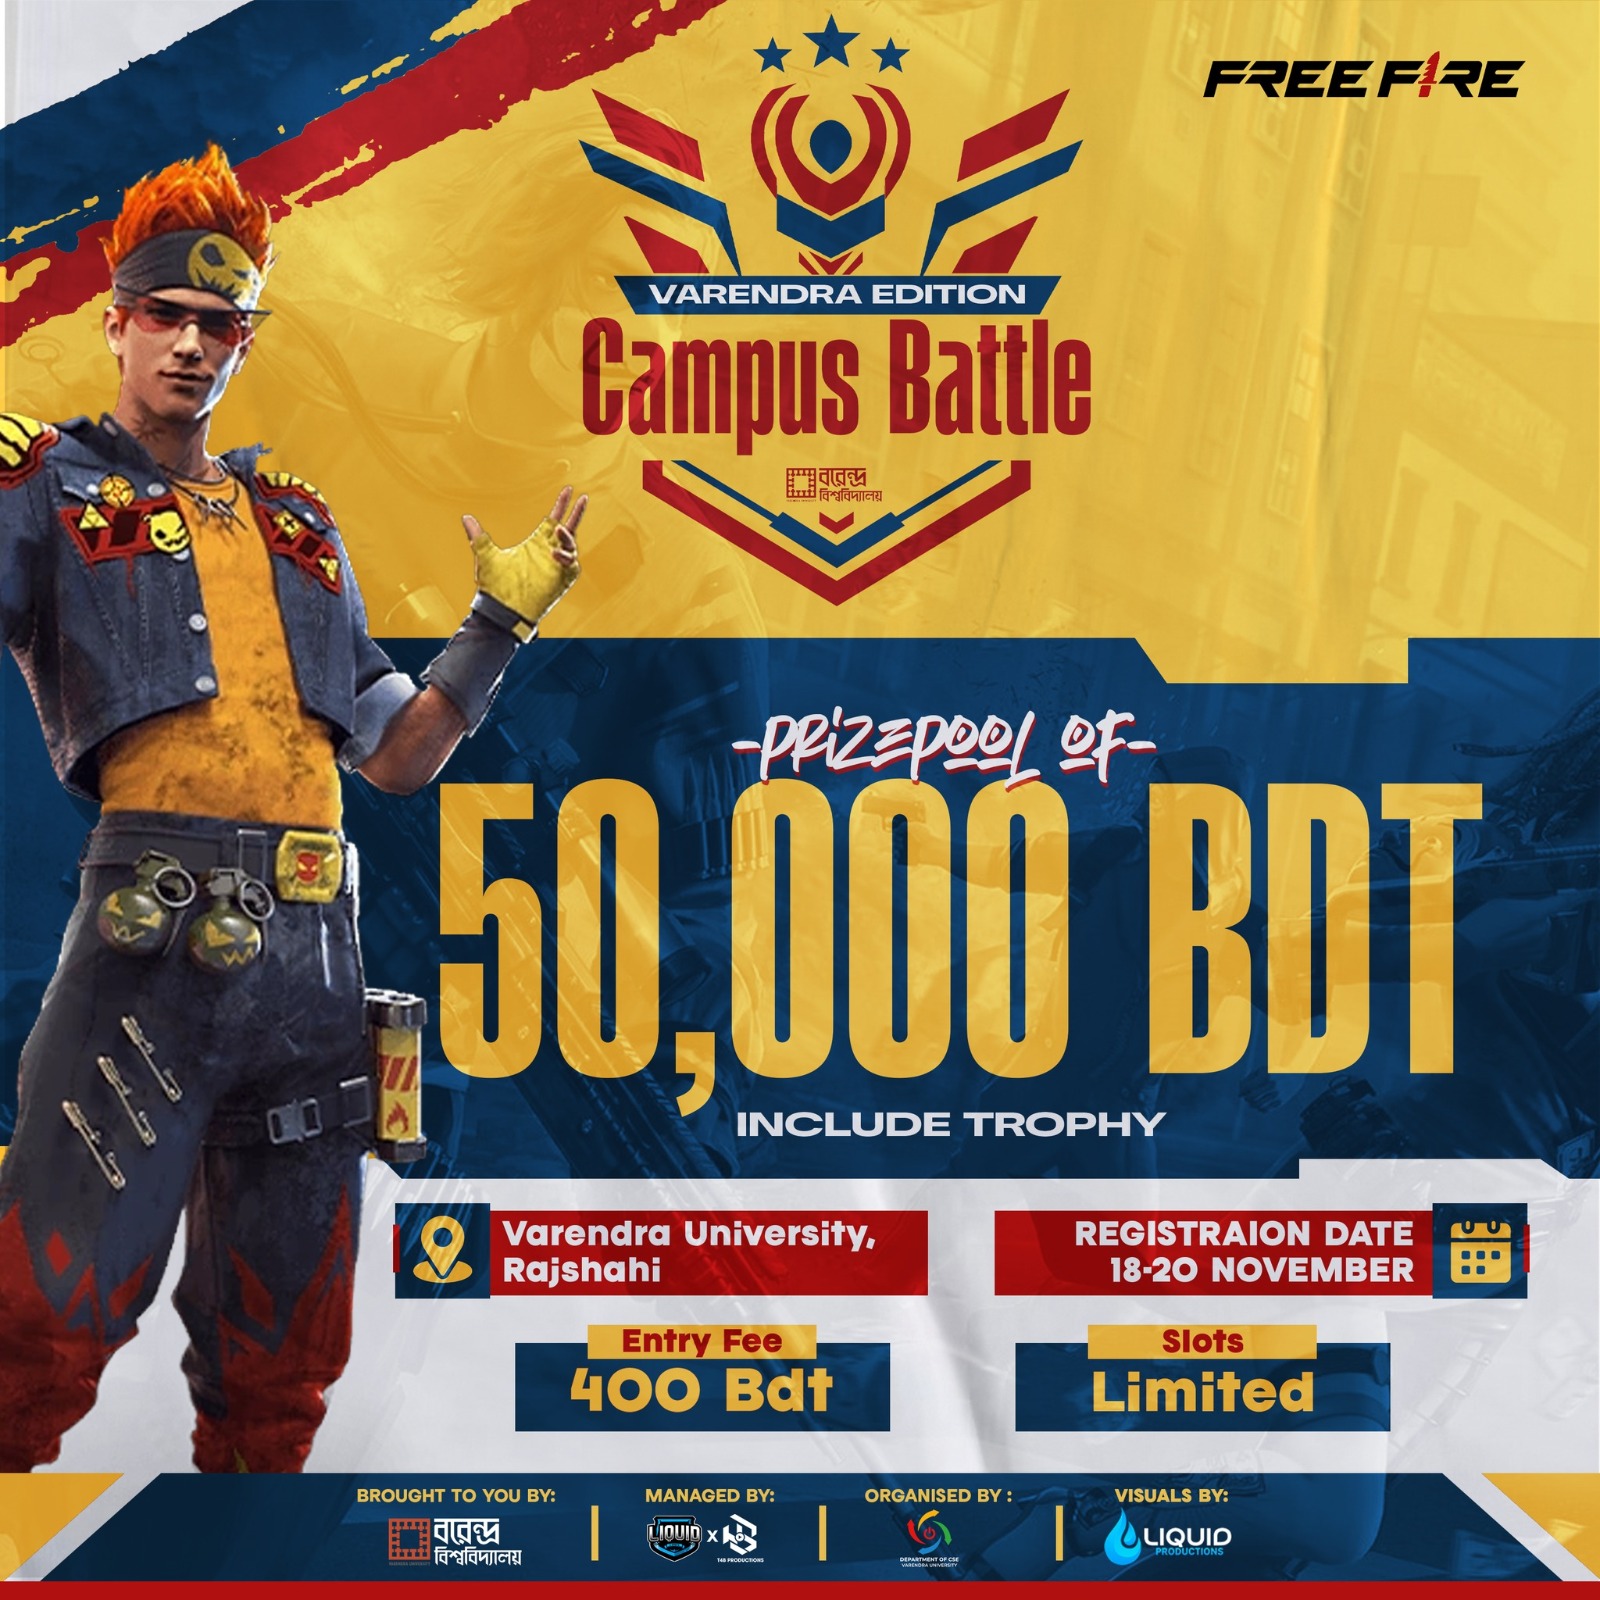 FREE FIRE
VARENDRA EDITION
Campus Battle
বরেন্দ্র
বিশ্ববিদ্যালয়
-PRIZEPOOL OF-
50,000 BDT
INCLUDE TROPHY
Varendra University,
Rajshahi
REGISTRAION DATE
18-20 NOVEMBER
Entry Fee
400 Bdt
Slots
Limited
BROUGHT TO YOU BY:
বরেন্দ্র
বিশ্ববিদ্যালয়
MANAGED BY:
LIQUID X
148 PRODUCTIONS
ORGANISED BY :
DEPARTMENT OF CSE
VARENDRA UNIVERSITY
VISUALS BY:
LIQUID
PRODUCTIONS